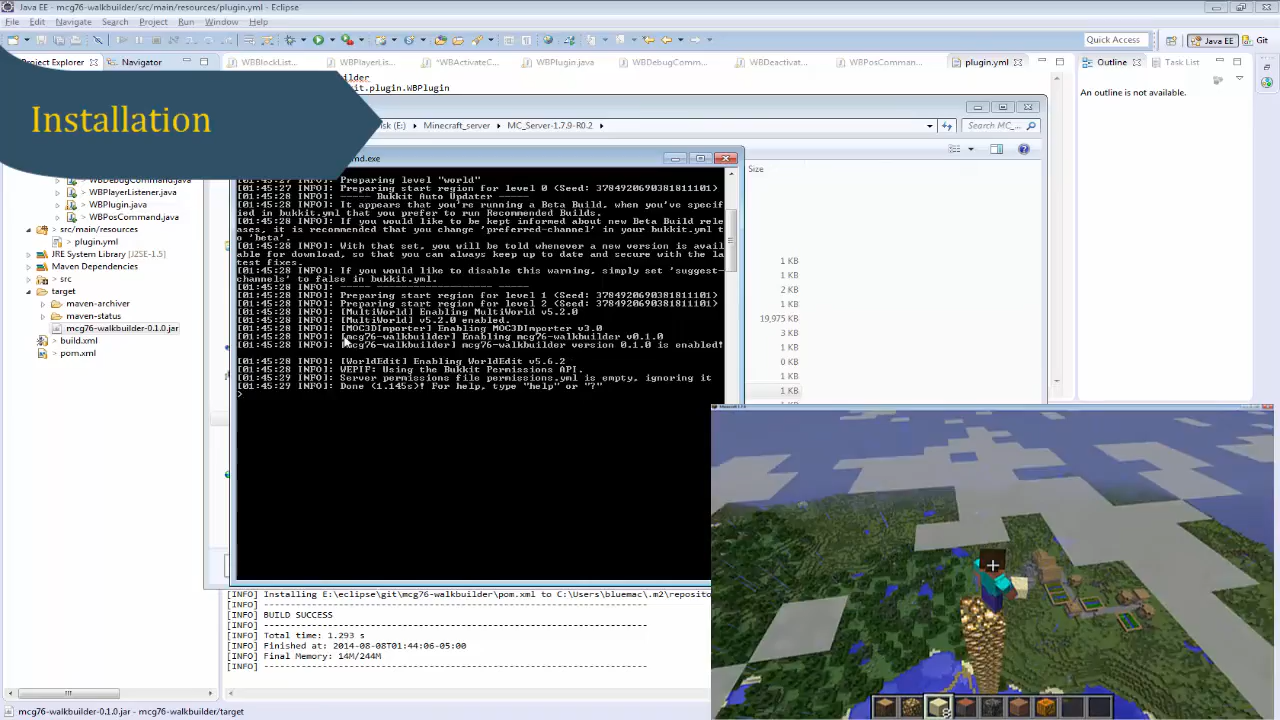 Java EE - mcg76-walkbuilder/src/main/resources/plugin.yml - Eclipse
File Edit Navigate Search Project Run Window Help
Quick Access
Java EE
Git
Project Explorer
Navigator
WBBlockList...
WBPlayerLis...
*WBActivateC...
WBPlugin.java
WBDebugComm...
WBDeactivat...
WBPosComman...
plugin.yml
Outline
Task List
An outline is not available.
Installation
Minecraft_server
MC_Server-1.7.9-R0.2
Search MC_...
Size
[01:45:27 INFO]: Preparing level "world"
[01:45:27 INFO]: Preparing start region for level 0 (Seed: 3784920690381811101)
[01:45:28 INFO]: ----- Bukkit Auto Updater -----
[01:45:28 INFO]: It appears that you're running a Beta Build, when you've specif
ied in bukkit.yml that you prefer to run Recommended Builds.
[01:45:28 INFO]: If you would like to be kept informed about new Beta Build rele
ases, it is recommended that you change 'preferred-channel' in your bukkit.yml t
o 'beta'.
[01:45:28 INFO]: With that set, you will be told whenever a new version is avail
able for download, so that you can always keep up to date and secure with the la
test fixes.
[01:45:28 INFO]: If you would like to disable this warning, simply set 'suggest-
channels' to false in bukkit.yml.
[01:45:28 INFO]: ----- -------------------- -----
[01:45:28 INFO]: Preparing start region for level 1 (Seed: 3784920690381811101)
[01:45:28 INFO]: Preparing start region for level 2 (Seed: 3784920690381811101)
[01:45:28 INFO]: [MultiWorld] Enabling MultiWorld v5.2.0
[01:45:28 INFO]: [MultiWorld] v5.2.0 enabled.
[01:45:28 INFO]: [MOC3DImporter] Enabling MOC3DImporter v3.0
[01:45:28 INFO]: [mcg76-walkbuilder] Enabling mcg76-walkbuilder v0.1.0
[01:45:28 INFO]: [mcg76-walkbuilder] mcg76-walkbuilder version 0.1.0 is enabled!
[01:45:28 INFO]: [WorldEdit] Enabling WorldEdit v5.6.2
[01:45:28 INFO]: WEPIF: Using the Bukkit Permissions API.
[01:45:29 INFO]: Server permissions file permissions.yml is empty, ignoring it
[01:45:29 INFO]: Done (1.145s)! For help, type "help" or "?"
>
WBDebugCommand.java
WBPlayerListener.java
WBPlugin.java
WBPosCommand.java
src/main/resources
plugin.yml
JRE System Library [J2SE-1.5]
Maven Dependencies
src
target
maven-archiver
maven-status
mcg76-walkbuilder-0.1.0.jar
build.xml
pom.xml
1 KB
1 KB
2 KB
1 KB
19,975 KB
3 KB
1 KB
1 KB
1 KB
1 KB
[INFO] Installing E:\eclipse\git\mcg76-walkbuilder\pom.xml to C:\Users\bluemac\.m2\reposito
[INFO] ------------------------------------------------------------------------
[INFO] BUILD SUCCESS
[INFO] ------------------------------------------------------------------------
[INFO] Total time: 1.293 s
[INFO] Finished at: 2014-08-08T01:44:06-05:00
[INFO] Final Memory: 14M/244M
[INFO] ------------------------------------------------------------------------
8
mcg76-walkbuilder-0.1.0.jar - mcg76-walkbuilder/target